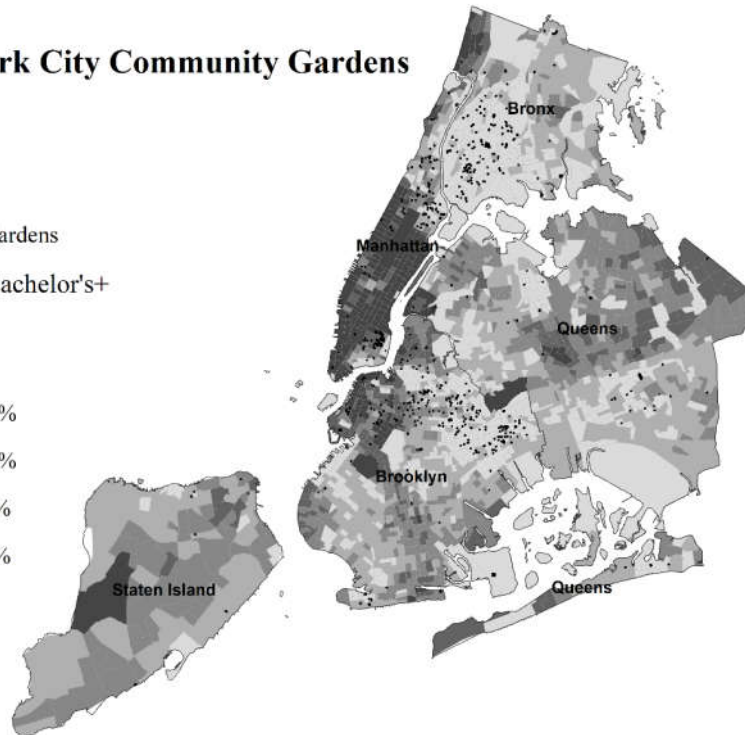 rk City Community Gardens
Bronx
ardens
Manhattan
achelor's+
Queens
%
%
Brooklyn
%
%
Staten Island
Queens